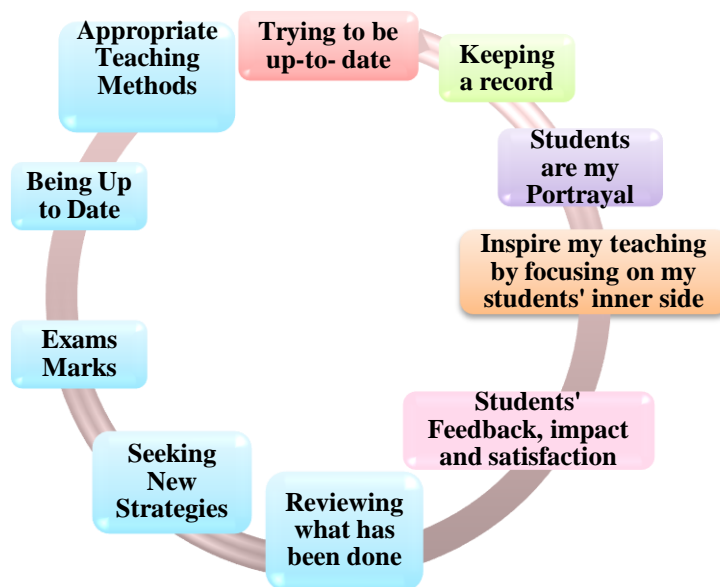 Trying to be
up-to- date
Keeping
a record
Students
are my
Portrayal
Inspire my teaching
by focusing on my
students' inner side
Students'
Feedback, impact
and satisfaction
Reviewing
what has
been done
Seeking
New
Strategies
Exams
Marks
Being Up
to Date
Appropriate
Teaching
Methods